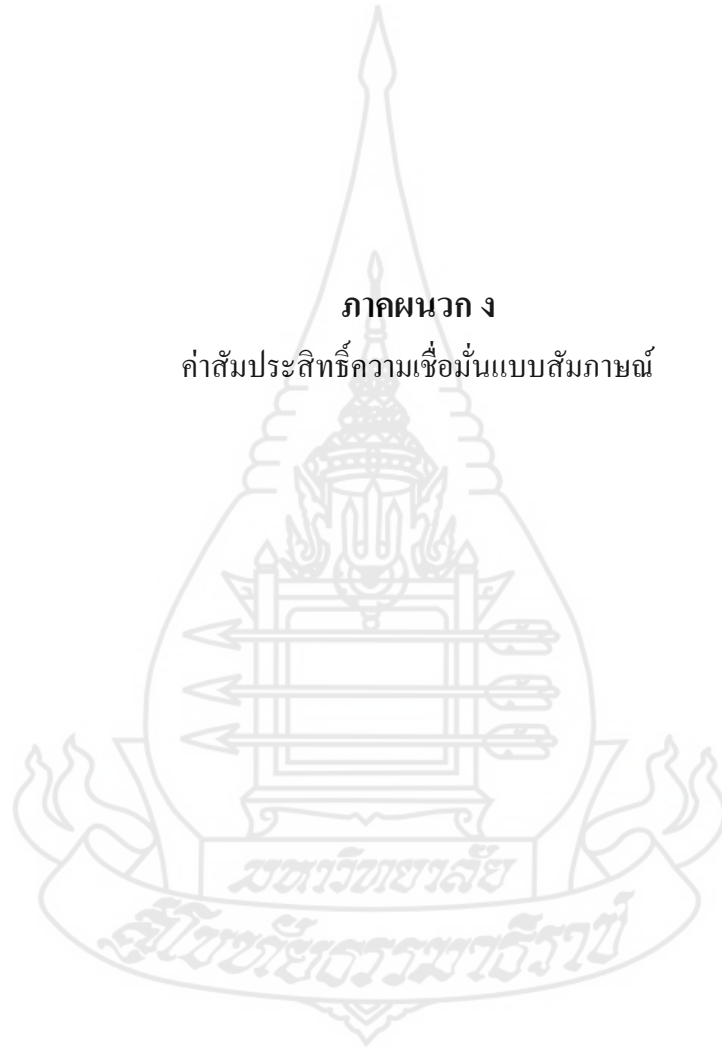 ภาคผนวก ง
ค่าสัมประสิทธิ์ความเชื่อมั่นแบบสัมภาษณ์
มหาวิทยาลัย
สุโขทัยธรรมาธิราช